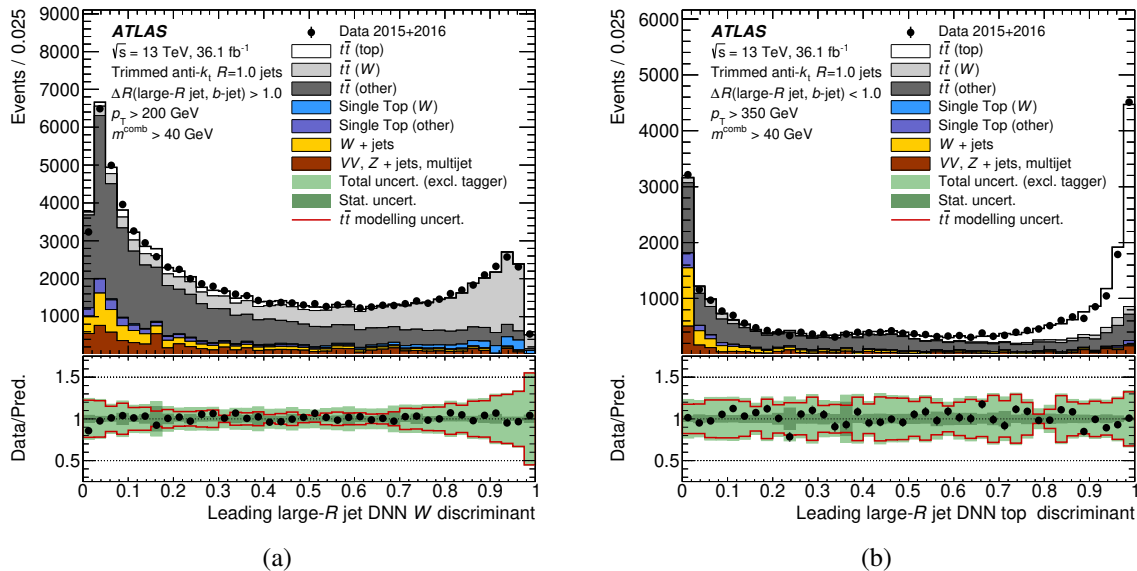 Events / 0.025
9000
8000
7000
6000
5000
4000
3000
2000
1000
ATLAS
√s = 13 TeV, 36.1 fb⁻¹
Trimmed anti-kₜ R=1.0 jets
ΔR(large-R jet, b-jet) > 1.0
p_T > 200 GeV
m^comb > 40 GeV
Data 2015+2016
tt̄ (top)
tt̄ (W)
tt̄ (other)
Single Top (W)
Single Top (other)
W + jets
VV, Z + jets, multijet
Total uncert. (excl. tagger)
Stat. uncert.
tt̄ modelling uncert.
Data/Pred.
1.5
1
0.5
0 0.1 0.2 0.3 0.4 0.5 0.6 0.7 0.8 0.9 1
Leading large-R jet DNN W discriminant
(a)
Events / 0.025
6000
5000
4000
3000
2000
1000
ATLAS
√s = 13 TeV, 36.1 fb⁻¹
Trimmed anti-kₜ R=1.0 jets
ΔR(large-R jet, b-jet) < 1.0
p_T > 350 GeV
m^comb > 40 GeV
Data 2015+2016
tt̄ (top)
tt̄ (W)
tt̄ (other)
Single Top (W)
Single Top (other)
W + jets
VV, Z + jets, multijet
Total uncert. (excl. tagger)
Stat. uncert.
tt̄ modelling uncert.
Data/Pred.
1.5
1
0.5
0 0.1 0.2 0.3 0.4 0.5 0.6 0.7 0.8 0.9 1
Leading large-R jet DNN top discriminant
(b)